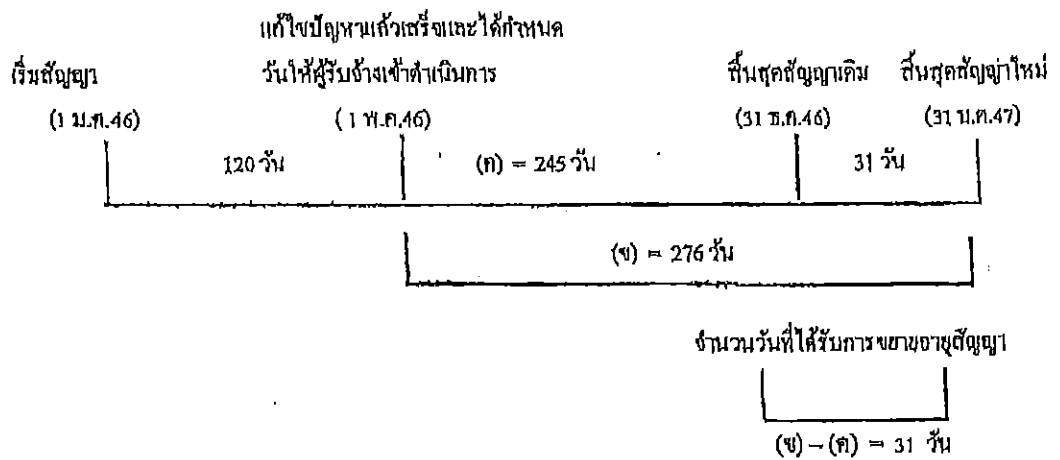 แก้ไขปัญหาแล้วเสร็จและได้กำหนด
วันให้ผู้รับจ้างเข้าดำเนินการ
เริ่มสัญญา
สิ้นสุดสัญญาเดิม
สิ้นสุดสัญญาใหม่
(1 ม.ค.46)
(1 พ.ค.46)
(31 ธ.ค.46)
(31 ม.ค.47)
120 วัน
(ค) = 245 วัน
31 วัน
(ข) = 276 วัน
จำนวนวันที่ได้รับการขยายอายุสัญญา
(ข) – (ค) = 31 วัน